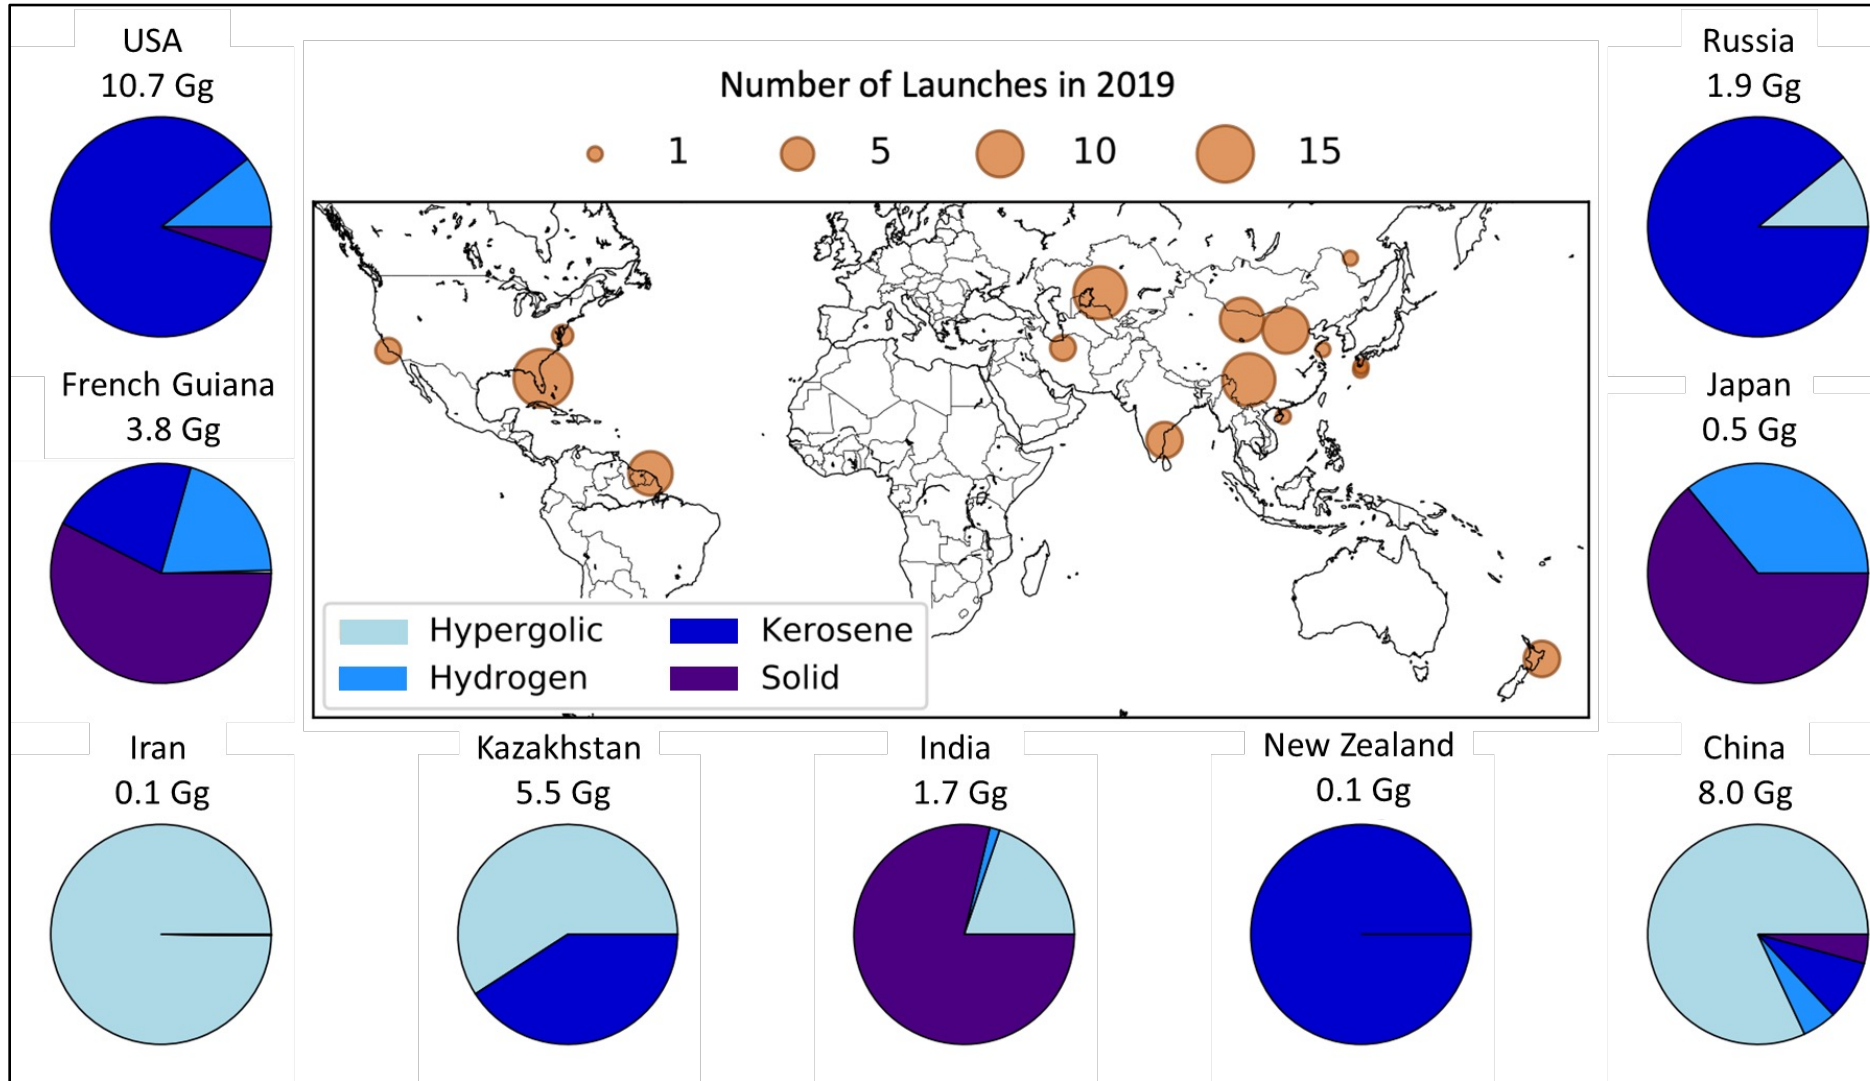 USA
10.7 Gg
Number of Launches in 2019
1 5 10 15
Russia
1.9 Gg
French Guiana
3.8 Gg
Japan
0.5 Gg
Hypergolic Kerosene
Hydrogen Solid
Iran
0.1 Gg
Kazakhstan
5.5 Gg
India
1.7 Gg
New Zealand
0.1 Gg
China
8.0 Gg